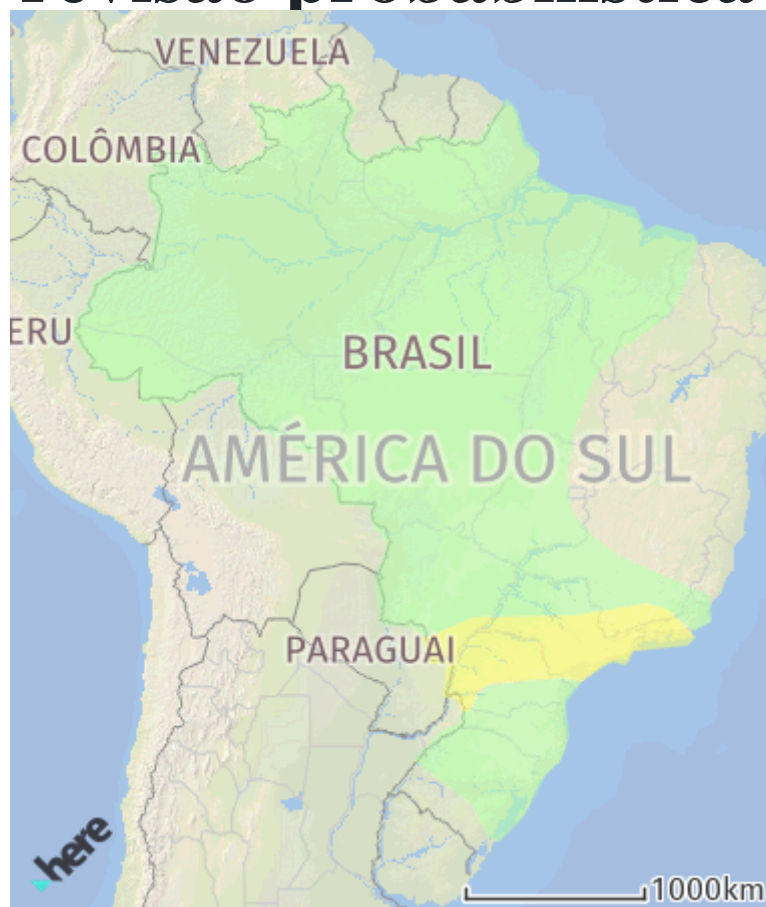 VENEZUELA
COLÔMBIA
ERU
BRASIL
AMÉRICA DO SUL
PARAGUAI
here
1000km